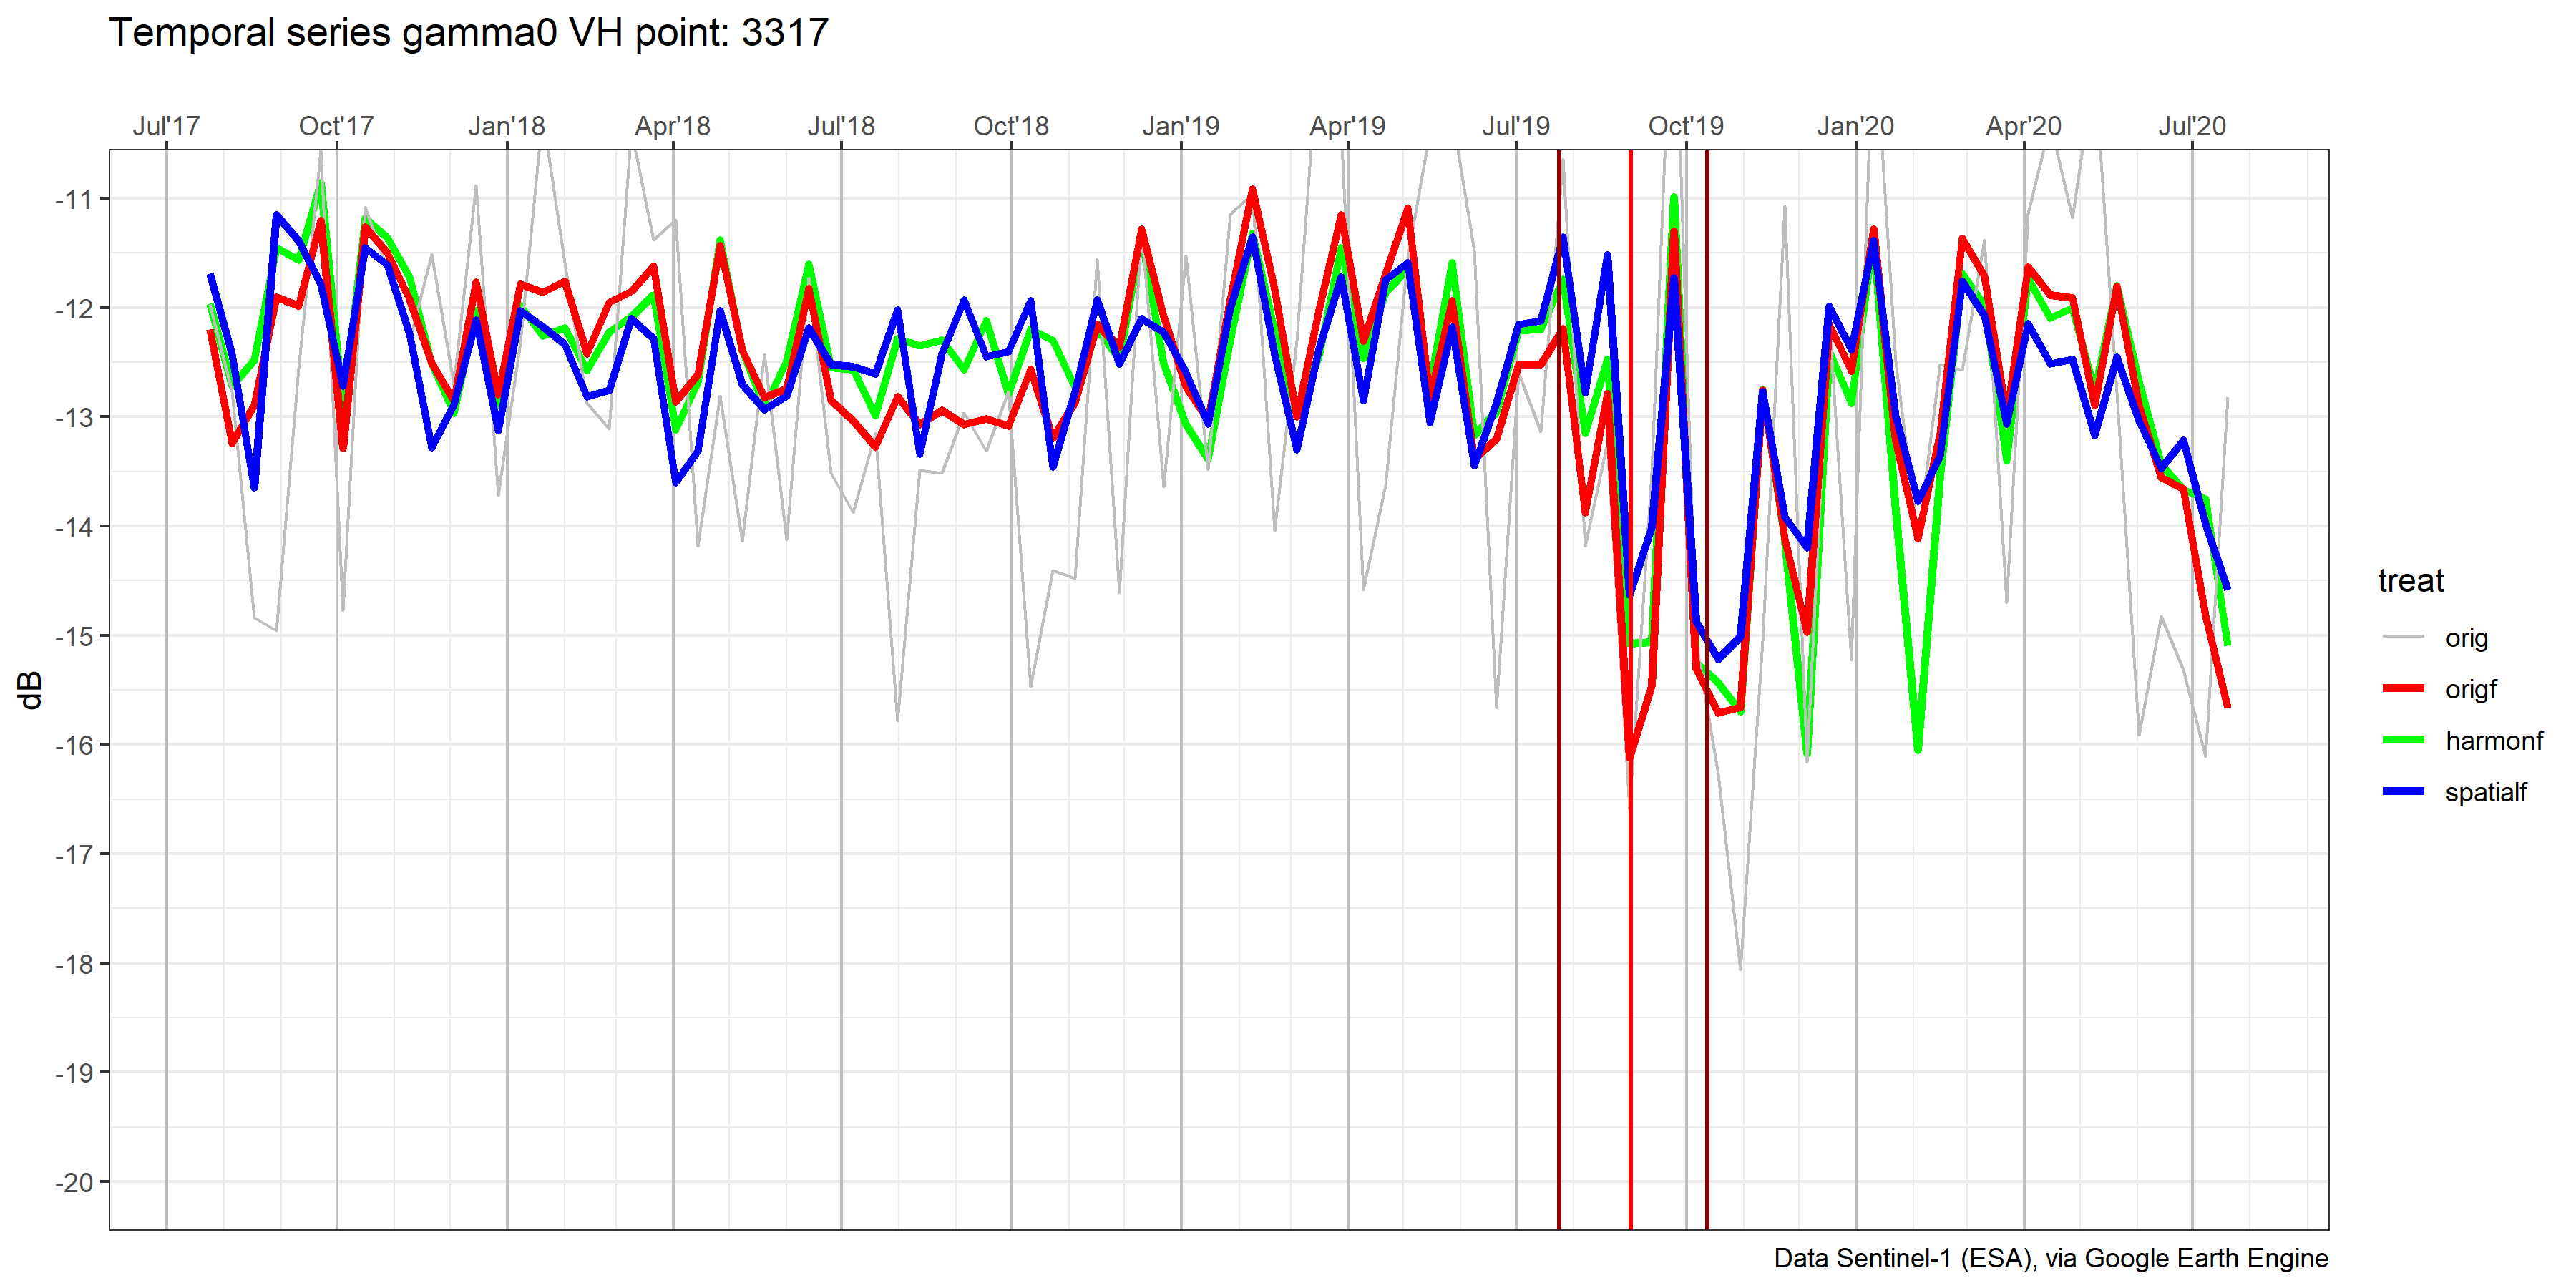 Temporal series gamma0 VH point: 3317
Jul'17 Oct'17 Jan'18 Apr'18 Jul'18 Oct'18 Jan'19 Apr'19 Jul'19 Oct'19 Jan'20 Apr'20 Jul'20
-11
-12
-13
-14
-15
-16
-17
-18
-19
-20
dB
treat
orig
origf
harmonf
spatialf
Data Sentinel-1 (ESA), via Google Earth Engine